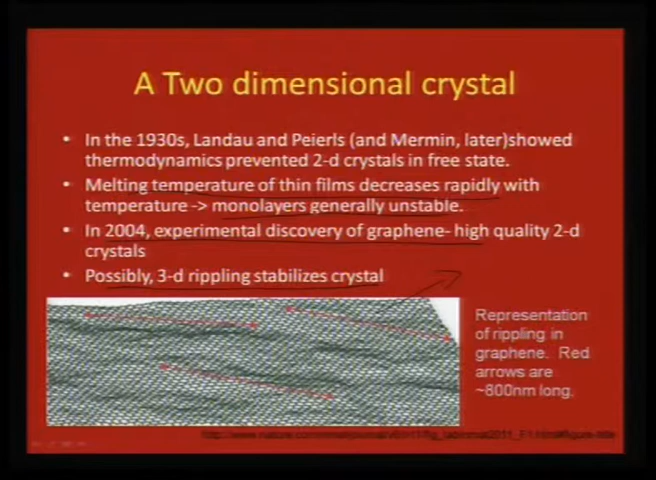 A Two dimensional crystal
• In the 1930s, Landau and Peierls (and Mermin, later)showed
thermodynamics prevented 2-d crystals in free state.
• Melting temperature of thin films decreases rapidly with
temperature -> monolayers generally unstable.
• In 2004, experimental discovery of graphene- high quality 2-d
crystals
• Possibly, 3-d rippling stabilizes crystal
Representation
of rippling in
graphene. Red
arrows are
~800nm long.